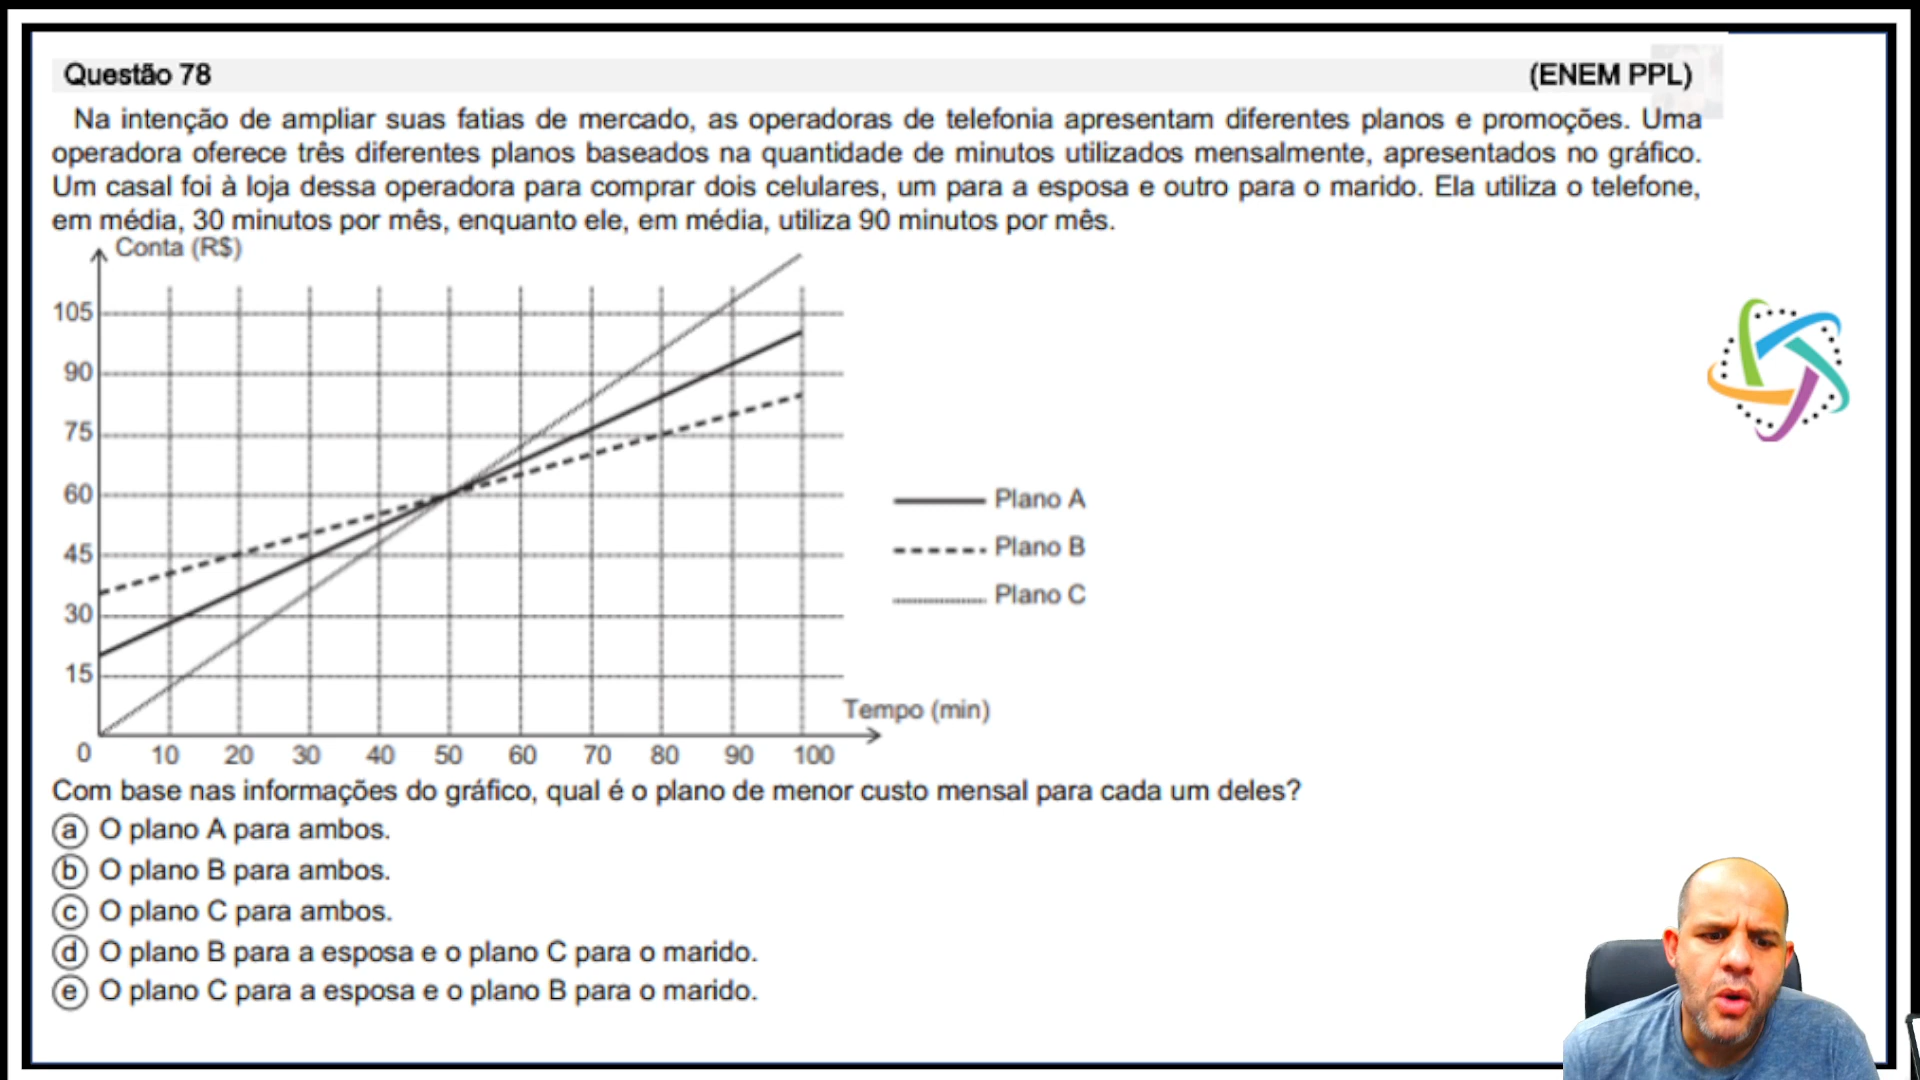 Questão 78 (ENEM PPL)
Na intenção de ampliar suas fatias de mercado, as operadoras de telefonia apresentam diferentes planos e promoções. Uma
operadora oferece três diferentes planos baseados na quantidade de minutos utilizados mensalmente, apresentados no gráfico.
Um casal foi à loja dessa operadora para comprar dois celulares, um para a esposa e outro para o marido. Ela utiliza o telefone,
em média, 30 minutos por mês, enquanto ele, em média, utiliza 90 minutos por mês.
Conta (R$)
105
90
75
60
45
30
15
Plano A
Plano B
Plano C
Tempo (min)
0 10 20 30 40 50 60 70 80 90 100
Com base nas informações do gráfico, qual é o plano de menor custo mensal para cada um deles?
a O plano A para ambos.
b O plano B para ambos.
c O plano C para ambos.
d O plano B para a esposa e o plano C para o marido.
e O plano C para a esposa e o plano B para o marido.